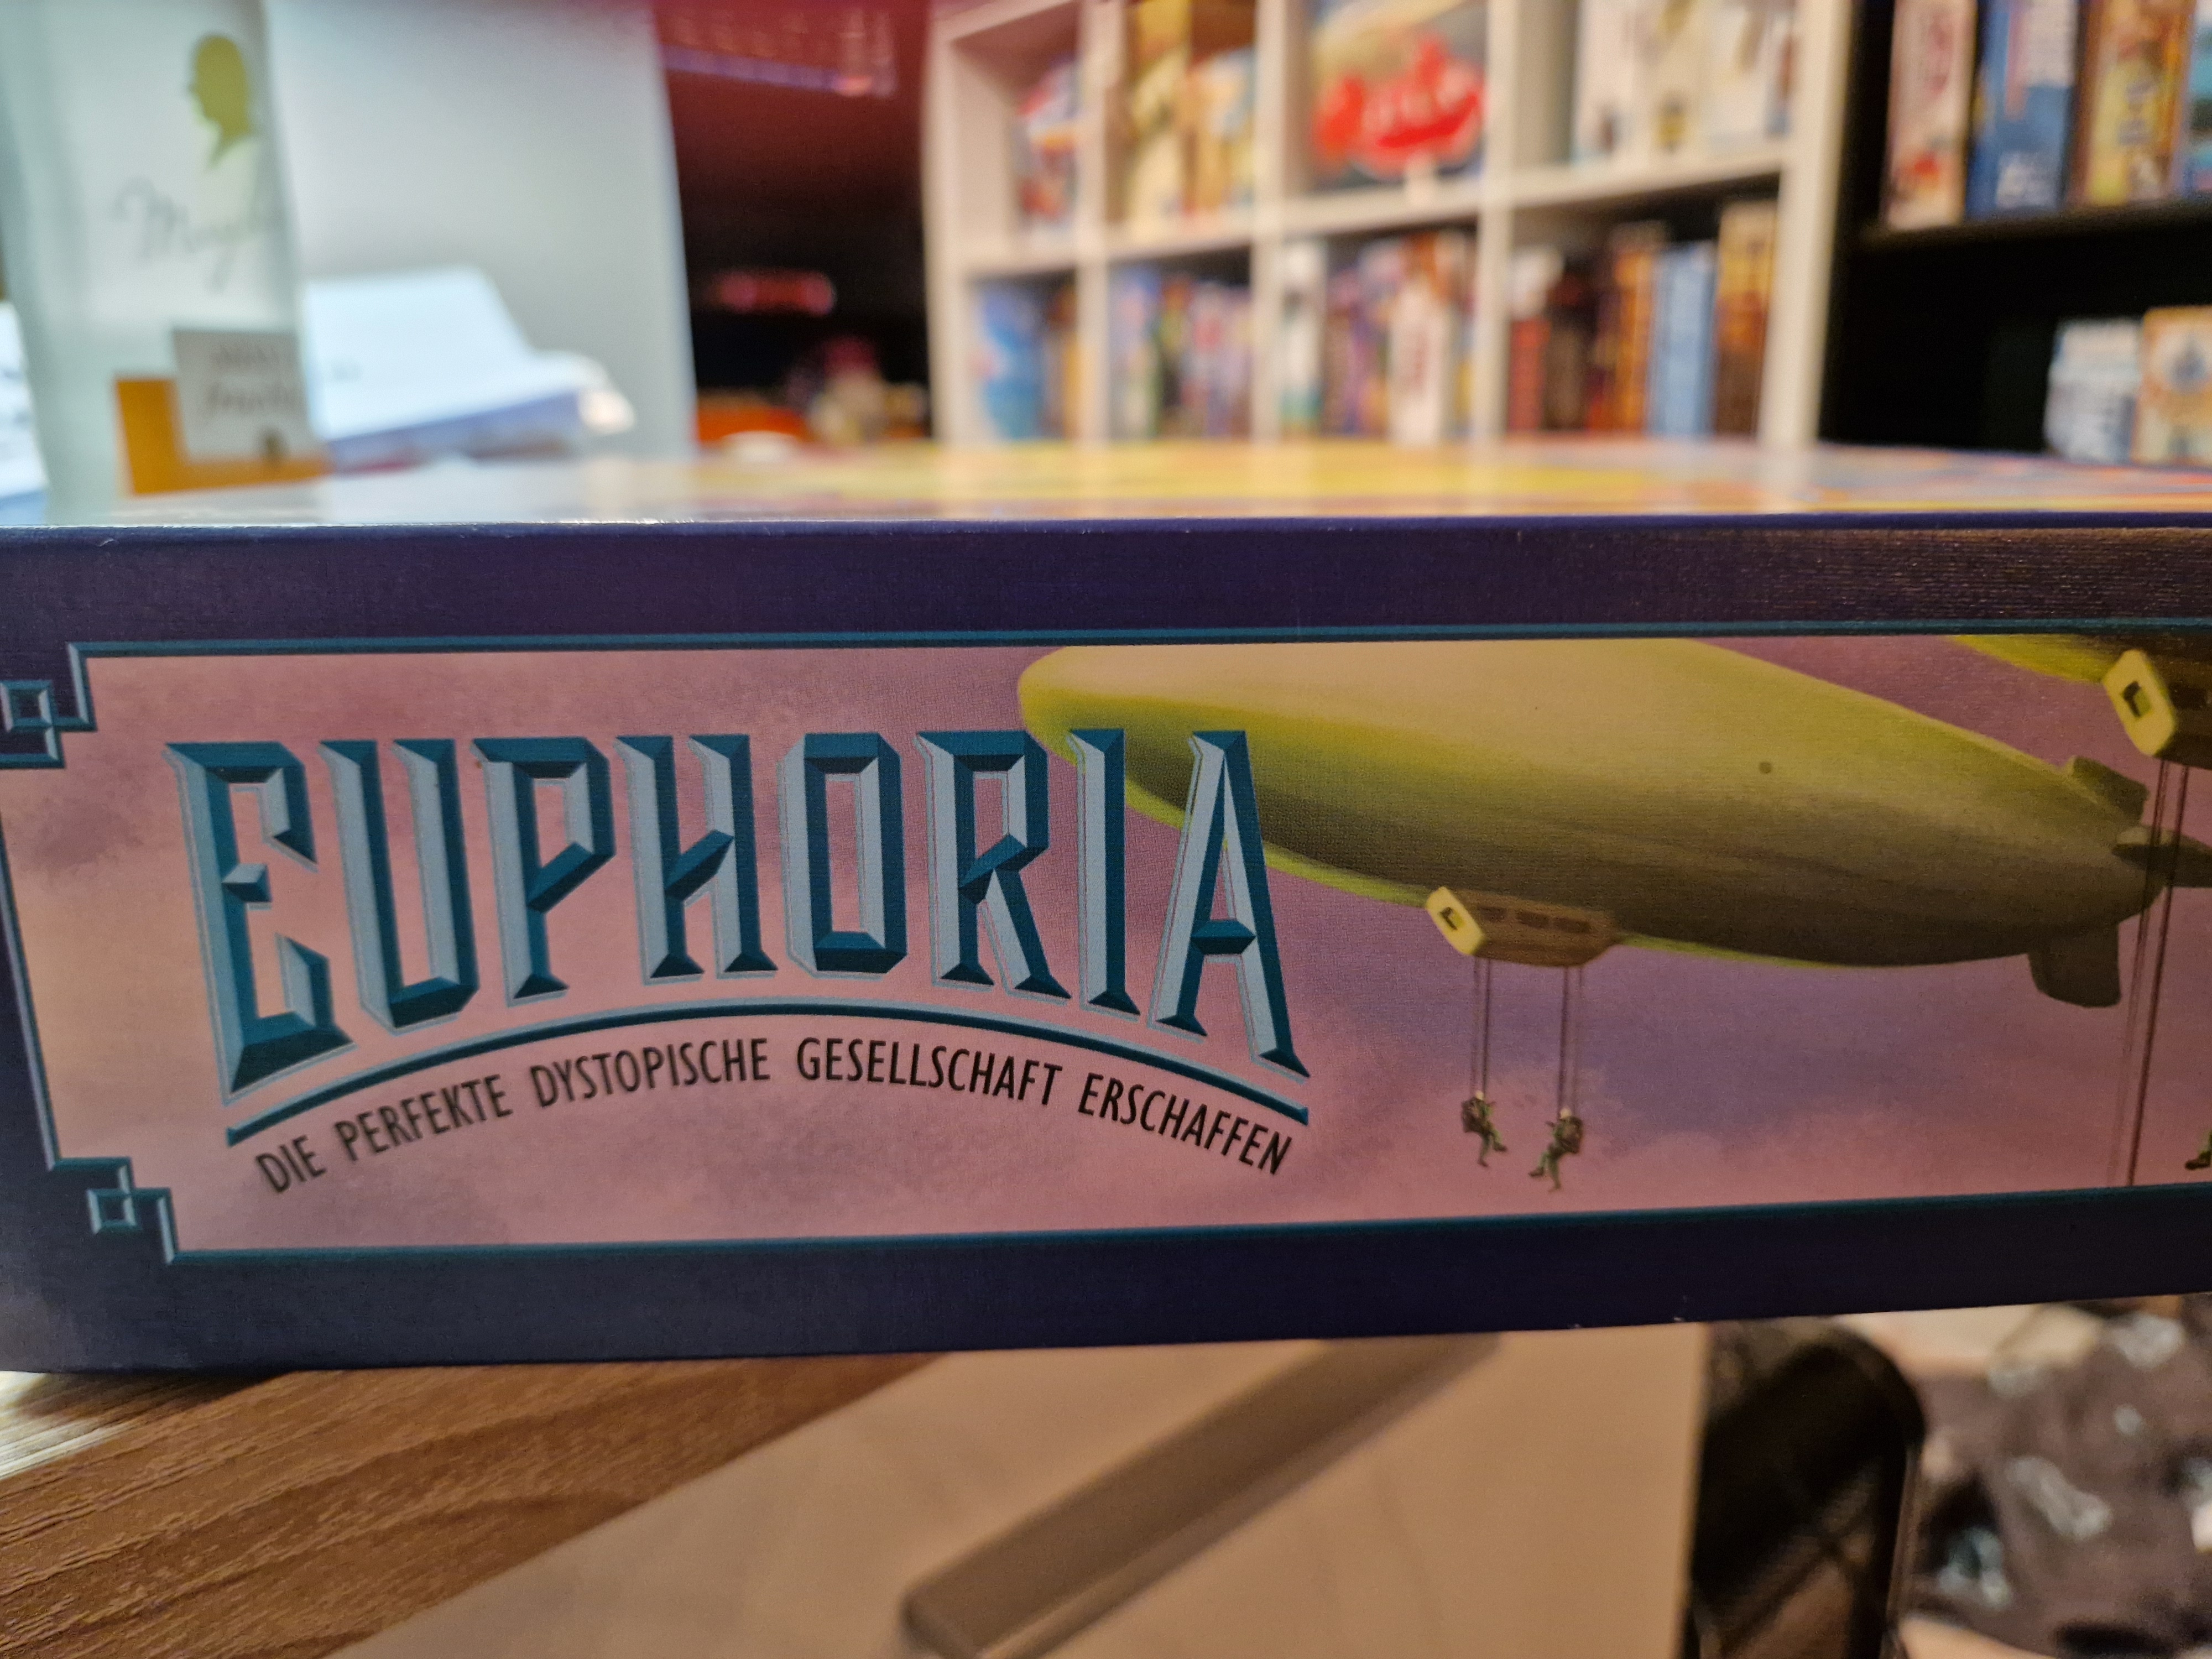 EUPHORIA
DIE PERFEKTE DYSTOPISCHE GESELLSCHAFT ERSCHAFFEN